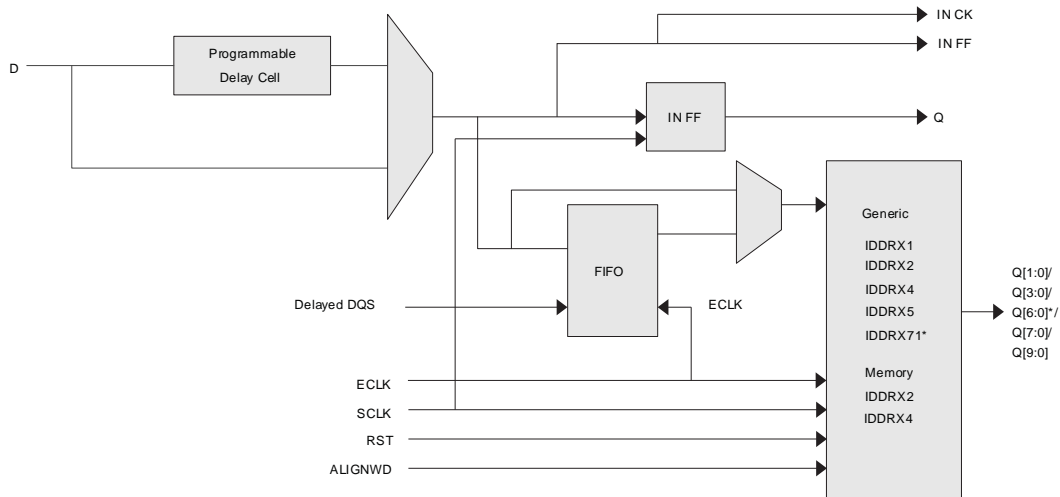 IN CK
IN FF
D
Programmable
Delay Cell
IN FF
Q
Generic
IDDRX1
IDDRX2
IDDRX4
IDDRX5
IDDRX71*
Memory
IDDRX2
IDDRX4
FIFO
Delayed DQS
ECLK
Q[1:0]/
Q[3:0]/
Q[6:0]*/
Q[7:0]/
Q[9:0]
ECLK
SCLK
RST
ALIGNWD